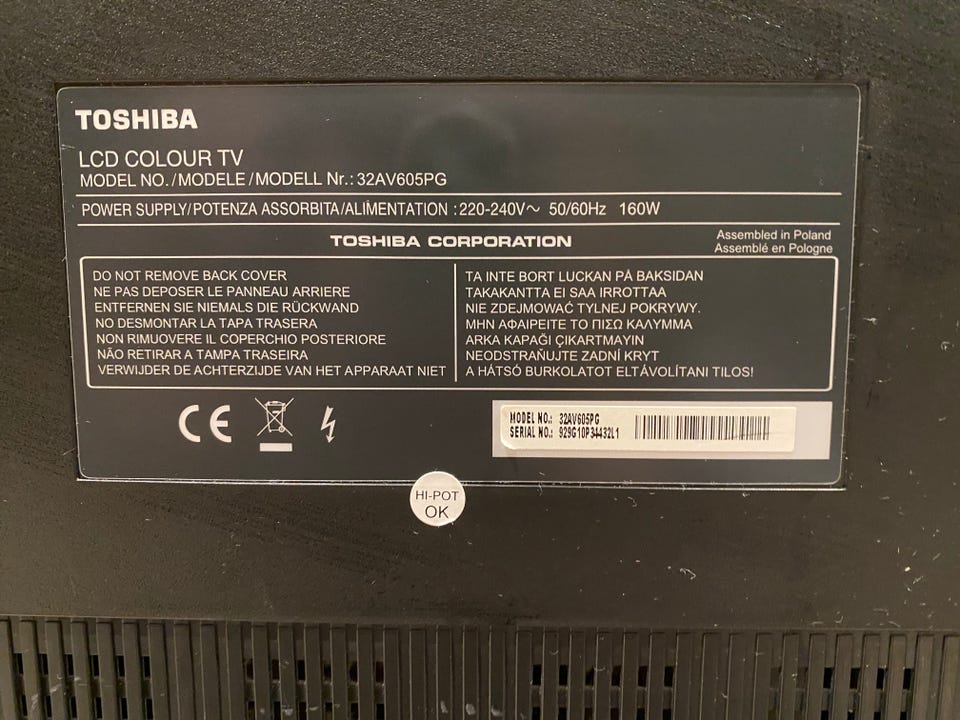 TOSHIBA
LCD COLOUR TV
MODEL NO./MODELE/MODELL Nr.: 32AV605PG
POWER SUPPLY/POTENZA ASSORBITA/ALIMENTATION : 220-240V～ 50/60Hz 160W
TOSHIBA CORPORATION
Assembled in Poland
Assemblé en Pologne
DO NOT REMOVE BACK COVER
NE PAS DEPOSER LE PANNEAU ARRIERE
ENTFERNEN SIE NIEMALS DIE RÜCKWAND
NO DESMONTAR LA TAPA TRASERA
NON RIMUOVERE IL COPERCHIO POSTERIORE
NÃO RETIRAR A TAMPA TRASEIRA
VERWIJDER DE ACHTERZIJDE VAN HET APPARAAT NIET
TA INTE BORT LUCKAN PÅ BAKSIDAN
TAKAKANTTA EI SAA IRROTTAA
NIE ZDEJMOWAĆ TYLNEJ POKRYWY.
ΜΗΝ ΑΦΑΙΡΕΙΤΕ ΤΟ ΠΙΣΩ ΚΑΛΥΜΜΑ
ARKA KAPAĞI ÇIKARTMAYIN
NEODSTRAŇUJTE ZADNÍ KRYT
A HÁTSÓ BURKOLATOT ELTÁVOLÍTANI TILOS!
CE
MODEL NO.: 32AV605PG
SERIAL NO.:
HI-POT
OK